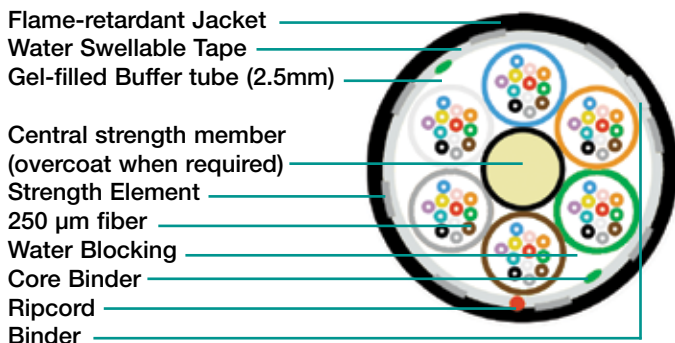 Flame-retardant Jacket
Water Swellable Tape
Gel-filled Buffer tube (2.5mm)
Central strength member
(overcoat when required)
Strength Element
250 µm fiber
Water Blocking
Core Binder
Ripcord
Binder